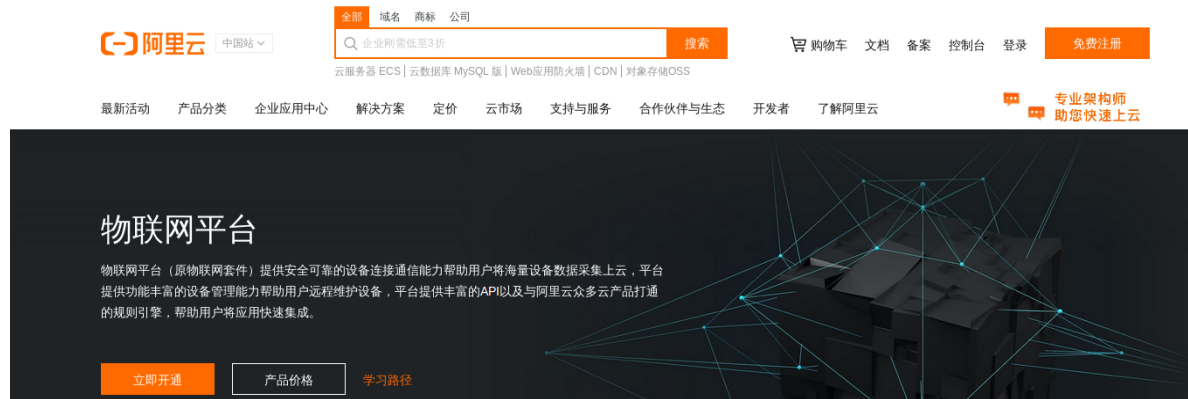 全部 域名 商标 公司
阿里云 中国站 企业刚需低至3折 搜索 购物车 文档 备案 控制台 登录 免费注册
云服务器 ECS | 云数据库 MySQL 版 | Web应用防火墙 | CDN | 对象存储OSS
最新活动 产品分类 企业应用中心 解决方案 定价 云市场 支持与服务 合作伙伴与生态 开发者 了解阿里云
专业架构师
助您快速上云
物联网平台
物联网平台（原物联网套件）提供安全可靠的设备连接通信能力帮助用户将海量设备数据采集上云，平台
提供功能丰富的设备管理能力帮助用户远程维护设备，平台提供丰富的API以及与阿里云众多云产品打通
的规则引擎，帮助用户将应用快速集成。
立即开通 产品价格 学习路径